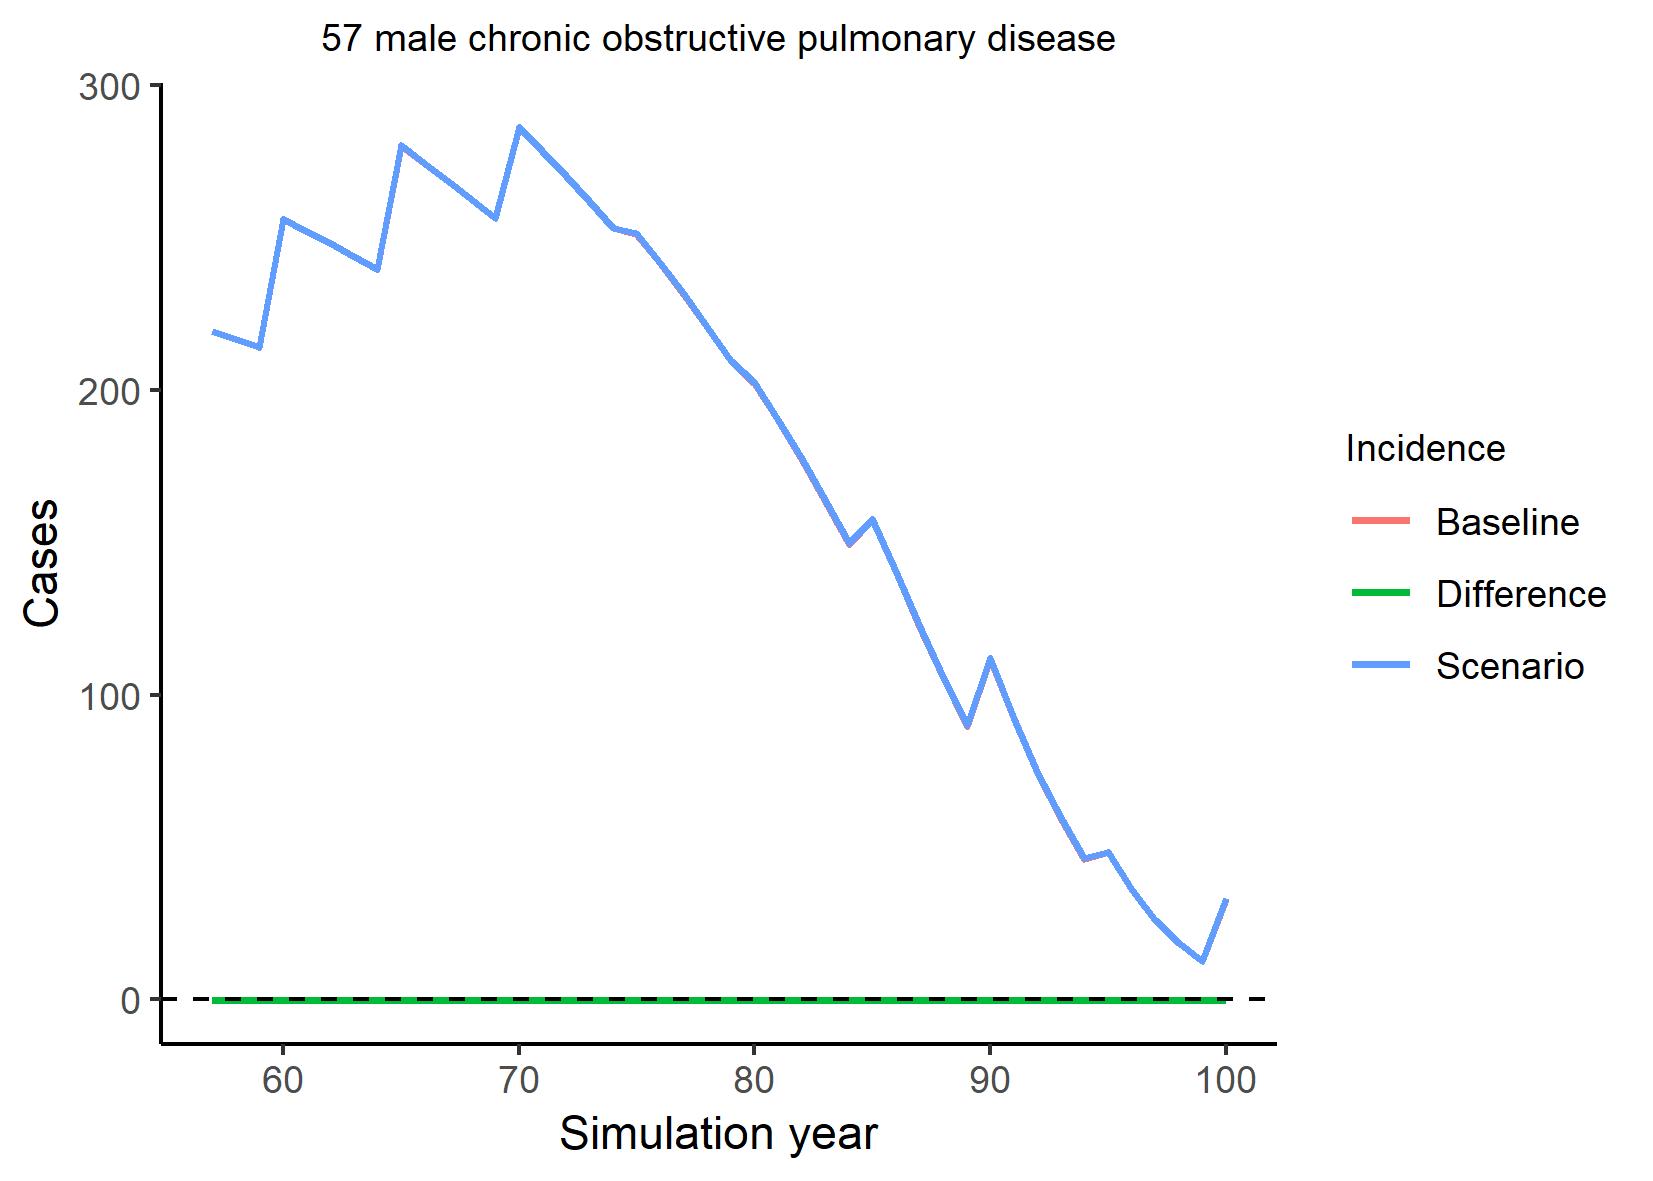 57 male chronic obstructive pulmonary disease
300
200
100
0
Cases
60 70 80 90 100
Simulation year
Incidence
Baseline
Difference
Scenario